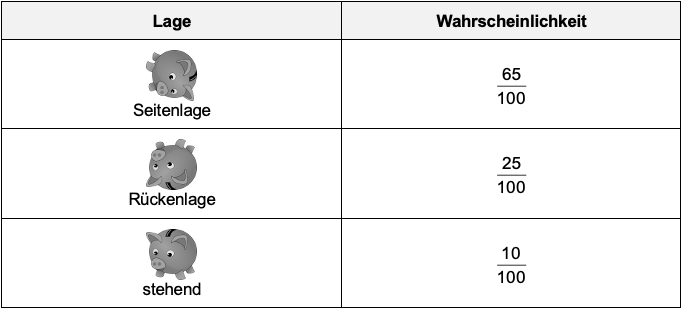 Lage Wahrscheinlichkeit
Seitenlage
65
100
Rückenlage
25
100
stehend
10
100